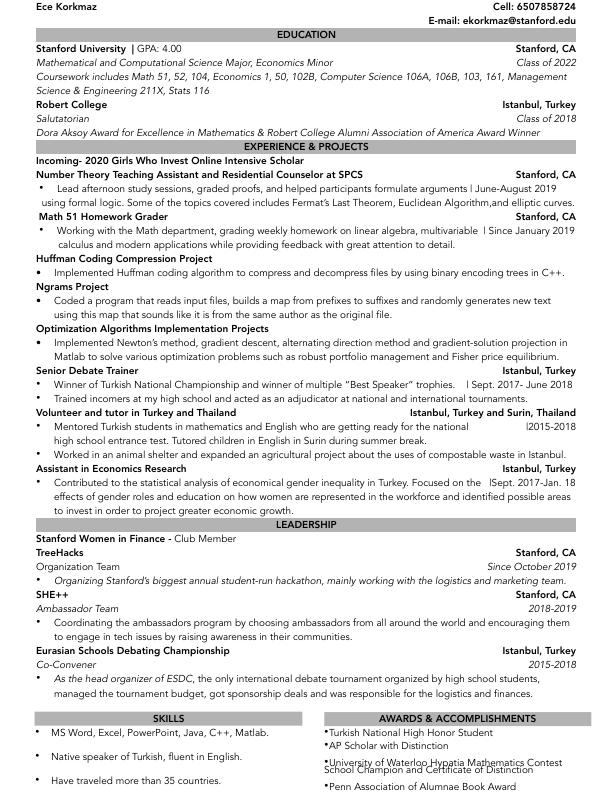 Ece Korkmaz Cell: 6507858724
E-mail: ekorkmaz@stanford.edu
EDUCATION
Stanford University | GPA: 4.00 Stanford, CA
Mathematical and Computational Science Major, Economics Minor Class of 2022
Coursework includes Math 51, 52, 104, Economics 1, 50, 102B, Computer Science 106A, 106B, 103, 161, Management
Science & Engineering 211X, Stats 116
Robert College Istanbul, Turkey
Salutatorian Class of 2018
Dora Aksoy Award for Excellence in Mathematics & Robert College Alumni Association of America Award Winner
EXPERIENCE & PROJECTS
Incoming- 2020 Girls Who Invest Online Intensive Scholar
Number Theory Teaching Assistant and Residential Counselor at SPCS Stanford, CA
• Lead afternoon study sessions, graded proofs, and helped participants formulate arguments | June-August 2019
using formal logic. Some of the topics covered includes Fermat's Last Theorem, Euclidean Algorithm,and elliptic curves.
Math 51 Homework Grader Stanford, CA
• Working with the Math department, grading weekly homework on linear algebra, multivariable | Since January 2019
calculus and modern applications while providing feedback with great attention to detail.
Huffman Coding Compression Project
• Implemented Huffman coding algorithm to compress and decompress files by using binary encoding trees in C++.
Ngrams Project
• Coded a program that reads input files, builds a map from prefixes to suffixes and randomly generates new text
using this map that sounds like it is from the same author as the original file.
Optimization Algorithms Implementation Projects
• Implemented Newton's method, gradient descent, alternating direction method and gradient-solution projection in
Matlab to solve various optimization problems such as robust portfolio management and Fisher price equilibrium.
Senior Debate Trainer Istanbul, Turkey
• Winner of Turkish National Championship and winner of multiple "Best Speaker" trophies. | Sept. 2017- June 2018
• Trained incomers at my high school and acted as an adjudicator at national and international tournaments.
Volunteer and tutor in Turkey and Thailand Istanbul, Turkey and Surin, Thailand
• Mentored Turkish students in mathematics and English who are getting ready for the national |2015-2018
high school entrance test. Tutored children in English in Surin during summer break.
• Worked in an animal shelter and expanded an agricultural project about the uses of compostable waste in Istanbul.
Assistant in Economics Research Istanbul, Turkey
• Contributed to the statistical analysis of economical gender inequality in Turkey. Focused on the |Sept. 2017-Jan. 18
effects of gender roles and education on how women are represented in the workforce and identified possible areas
to invest in order to project greater economic growth.
LEADERSHIP
Stanford Women in Finance - Club Member
TreeHacks Stanford, CA
Organization Team Since October 2019
• Organizing Stanford's biggest annual student-run hackathon, mainly working with the logistics and marketing team.
SHE++ Stanford, CA
Ambassador Team 2018-2019
• Coordinating the ambassadors program by choosing ambassadors from all around the world and encouraging them
to engage in tech issues by raising awareness in their communities.
Eurasian Schools Debating Championship Istanbul, Turkey
Co-Convener 2015-2018
• As the head organizer of ESDC, the only international debate tournament organized by high school students,
managed the tournament budget, got sponsorship deals and was responsible for the logistics and finances.
SKILLS
• MS Word, Excel, PowerPoint, Java, C++, Matlab.
• Native speaker of Turkish, fluent in English.
• Have traveled more than 35 countries.
AWARDS & ACCOMPLISHMENTS
•Turkish National High Honor Student
•AP Scholar with Distinction
•University of Waterloo Hypatia Mathematics Contest
School Champion and Certificate of Distinction
•Penn Association of Alumnae Book Award